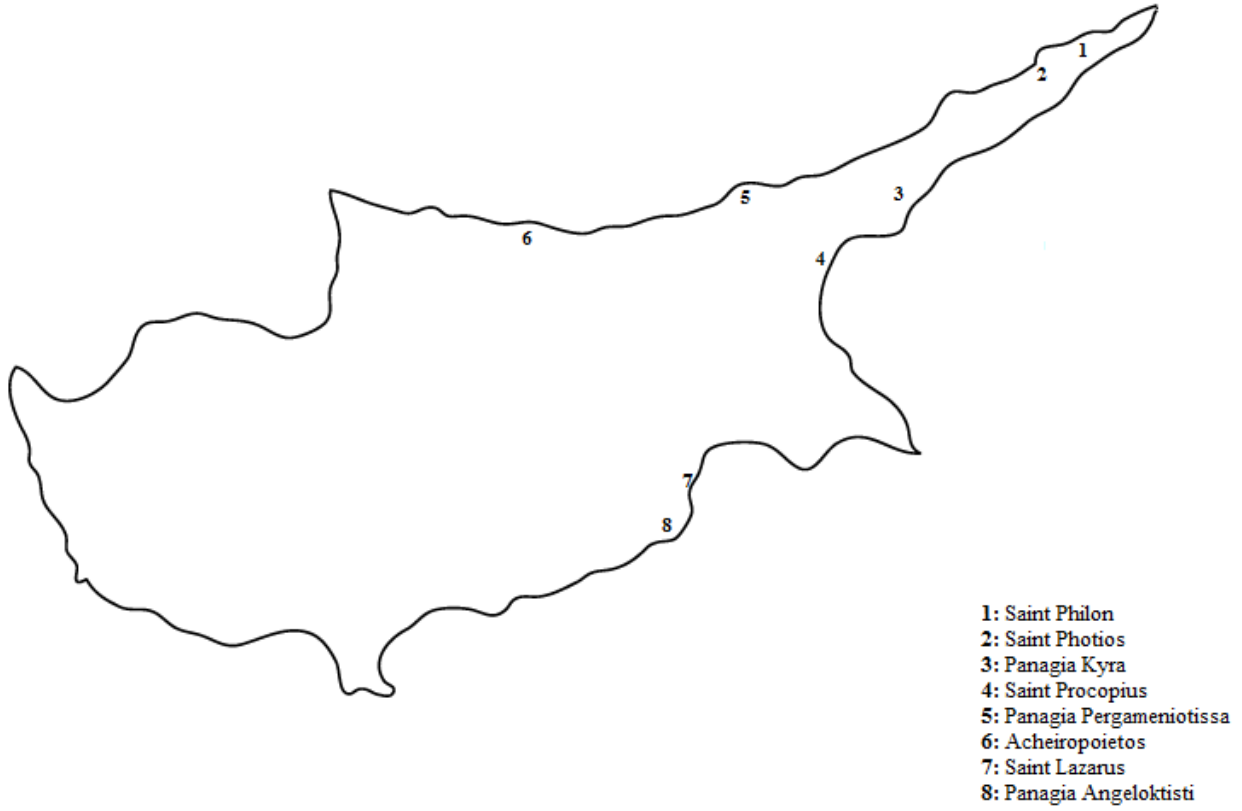 1
2
3
5
6
4
7
8
1: Saint Philon
2: Saint Photios
3: Panagia Kyra
4: Saint Procopius
5: Panagia Pergameniotissa
6: Acheiropoietos
7: Saint Lazarus
8: Panagia Angeloktisti